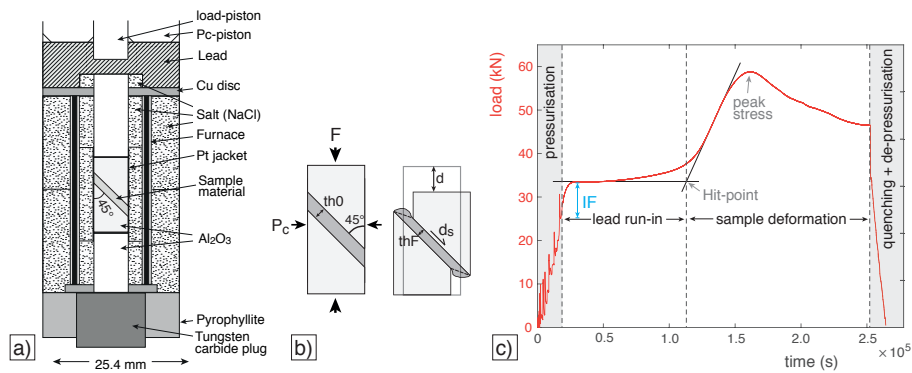 load-piston
Pc-piston
Lead
Cu disc
Salt (NaCl)
Furnace
Pt jacket
Sample
material
45°
Al₂O₃
Pyrophyllite
Tungsten
carbide plug
25.4 mm
a)
F
th0
45°
Pc
d
ds
thF
b)
load (kN)
60
50
40
30
20
10
0
pressurisation
IF
lead run-in
peak
stress
Hit-point
sample deformation
quenching + de-pressurisation
0
0.5
1.0
1.5
2.0
2.5
x 10⁵
time (s)
c)